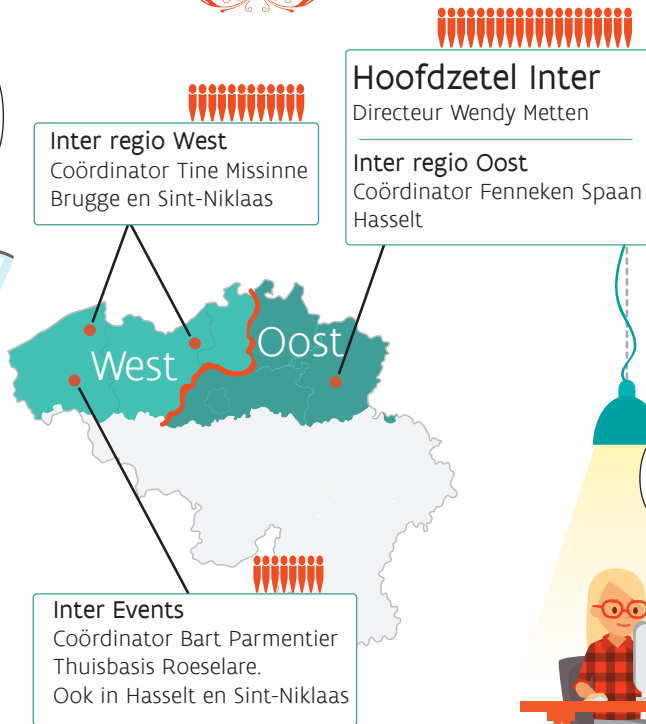 Hoofdzetel Inter
Directeur Wendy Metten
Inter regio Oost
Coördinator Fenneken Spaan
Hasselt
Inter regio West
Coördinator Tine Missinne
Brugge en Sint-Niklaas
West
Oost
Inter Events
Coördinator Bart Parmentier
Thuisbasis Roeselare.
Ook in Hasselt en Sint-Niklaas